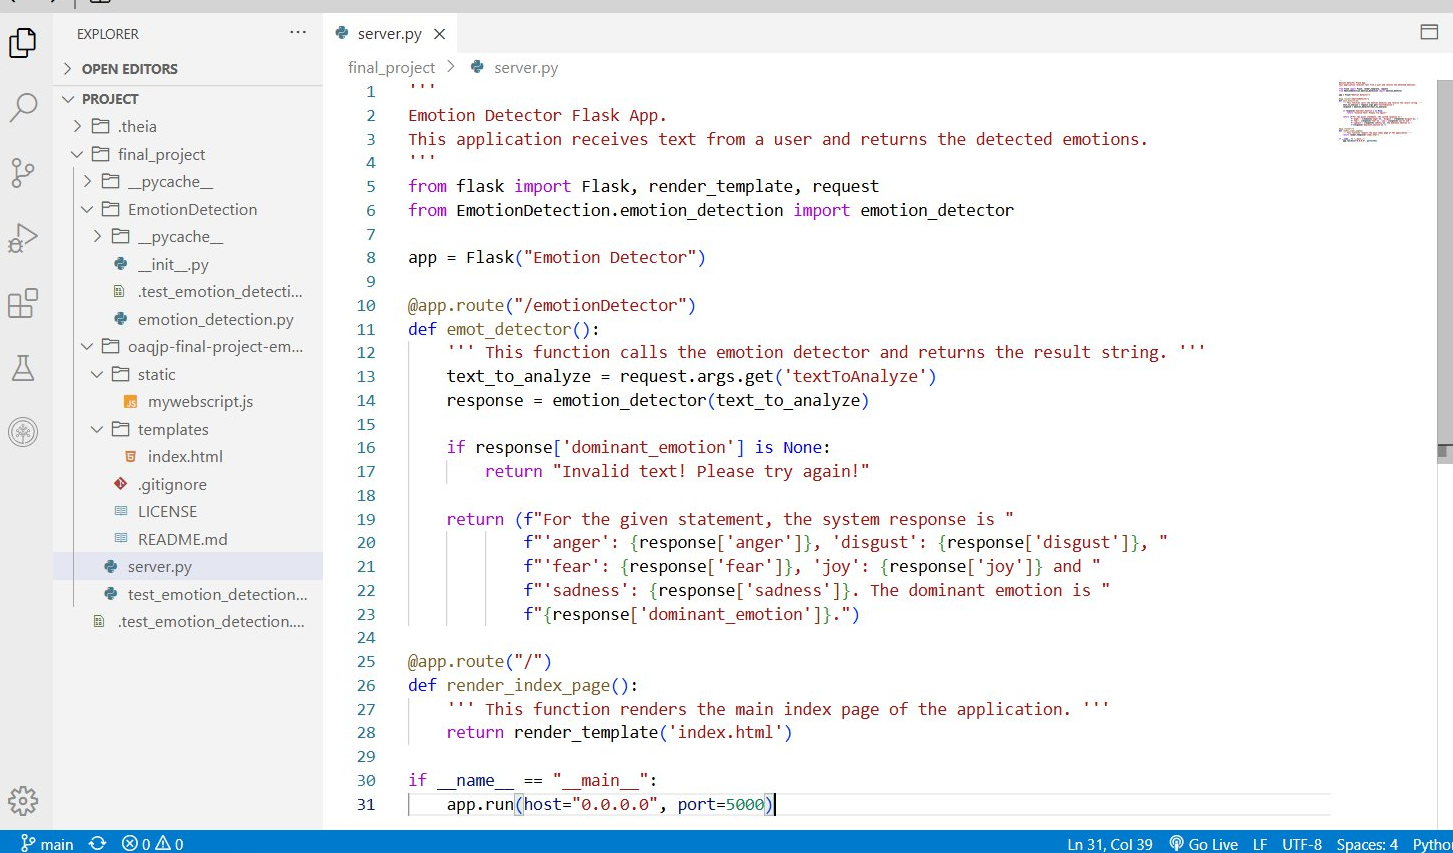 EXPLORER ...
OPEN EDITORS
PROJECT
.theia
final_project
__pycache__
EmotionDetection
__pycache__
__init__.py
.test_emotion_detecti...
emotion_detection.py
oaqjp-final-project-em...
static
JS mywebscript.js
templates
index.html
.gitignore
LICENSE
README.md
server.py
test_emotion_detection...
.test_emotion_detection....
server.py
final_project > server.py
1 '''
2 Emotion Detector Flask App.
3 This application receives text from a user and returns the detected emotions.
4 '''
5 from flask import Flask, render_template, request
6 from EmotionDetection.emotion_detection import emotion_detector
7
8 app = Flask("Emotion Detector")
9
10 @app.route("/emotionDetector")
11 def emot_detector():
12     ''' This function calls the emotion detector and returns the result string. '''
13     text_to_analyze = request.args.get('textToAnalyze')
14     response = emotion_detector(text_to_analyze)
15
16     if response['dominant_emotion'] is None:
17         return "Invalid text! Please try again!"
18
19     return (f"For the given statement, the system response is "
20             f"'anger': {response['anger']}, 'disgust': {response['disgust']}, "
21             f"'fear': {response['fear']}, 'joy': {response['joy']} and "
22             f"'sadness': {response['sadness']}. The dominant emotion is "
23             f"{response['dominant_emotion']}.")
24
25 @app.route("/")
26 def render_index_page():
27     ''' This function renders the main index page of the application. '''
28     return render_template('index.html')
29
30 if __name__ == "__main__":
31     app.run(host="0.0.0.0", port=5000)
main 0 0 Ln 31, Col 39 Go Live LF UTF-8 Spaces: 4 Pytho